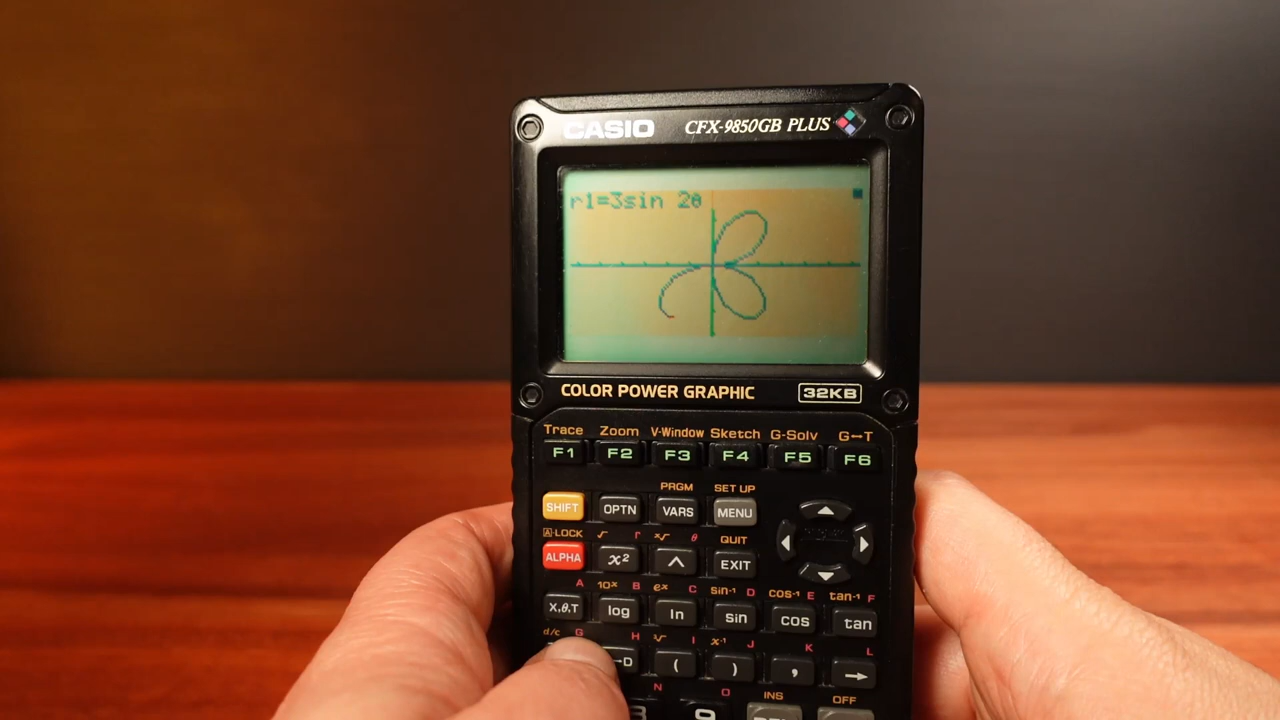 CASIO CFX-9850GB PLUS
r1=3sin 2θ
COLOR POWER GRAPHIC 32KB
Trace Zoom V-Window Sketch G-Solv G↔T
F1 F2 F3 F4 F5 F6
PRGM SET UP
SHIFT OPTN VARS MENU
A-LOCK √ r ˣ√ θ QUIT
ALPHA x² ^ EXIT
A 10ˣ B eˣ C sin⁻¹ D cos⁻¹ E tan⁻¹ F
X,θ,T log ln sin cos tan
d/c G H ³√ I x⁻¹ J K L
→D ( ) , →
N O INS OFF
9